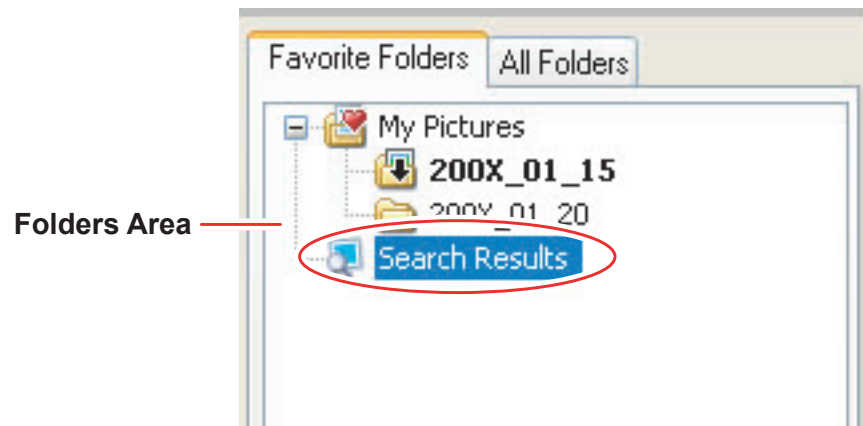 Favorite Folders
All Folders
My Pictures
200X_01_15
200X_01_20
Folders Area
Search Results